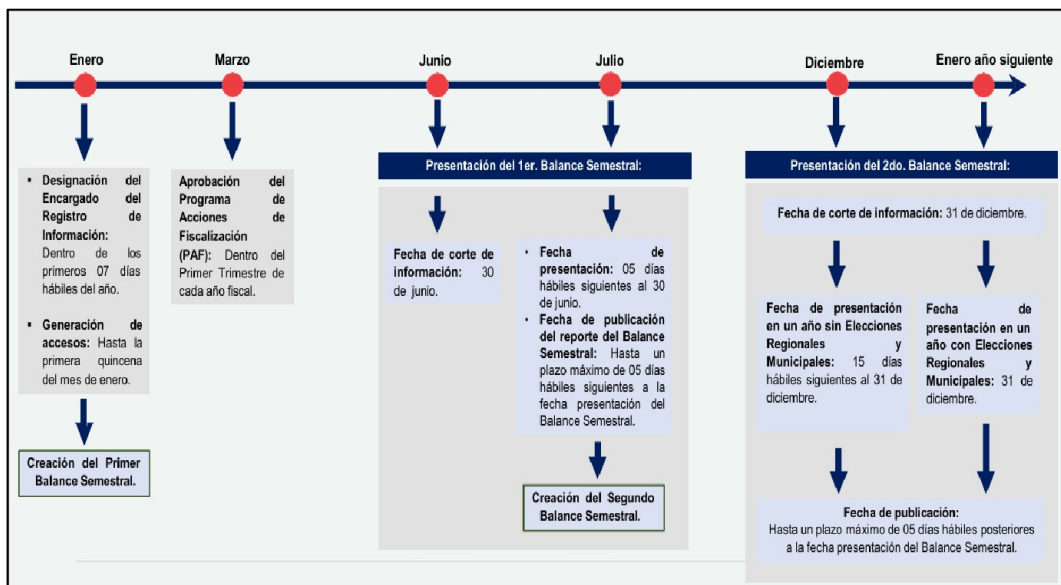 Enero
Marzo
Junio
Julio
Diciembre
Enero año siguiente
▪ Designación del
Encargado del
Registro de
Información:
Dentro de los
primeros 07 días
hábiles del año.
▪ Generación de
accesos: Hasta la
primera quincena
del mes de enero.
Creación del Primer
Balance Semestral.
Aprobación del
Programa de
Acciones de
Fiscalización
(PAF): Dentro del
Primer Trimestre de
cada año fiscal.
Presentación del 1er. Balance Semestral:
Fecha de corte de
información: 30
de junio.
• Fecha de
presentación: 05 días
hábiles siguientes al 30
de junio.
• Fecha de publicación
del reporte del Balance
Semestral: Hasta un
plazo máximo de 05 días
hábiles siguientes a la
fecha presentación del
Balance Semestral.
Creación del Segundo
Balance Semestral.
Presentación del 2do. Balance Semestral:
Fecha de corte de información: 31 de diciembre.
Fecha de presentación
en un año sin Elecciones
Regionales y
Municipales: 15 días
hábiles siguientes al 31 de
diciembre.
Fecha de
presentación en un
año con Elecciones
Regionales y
Municipales: 31 de
diciembre.
Fecha de publicación:
Hasta un plazo máximo de 05 días hábiles posteriores
a la fecha presentación del Balance Semestral.